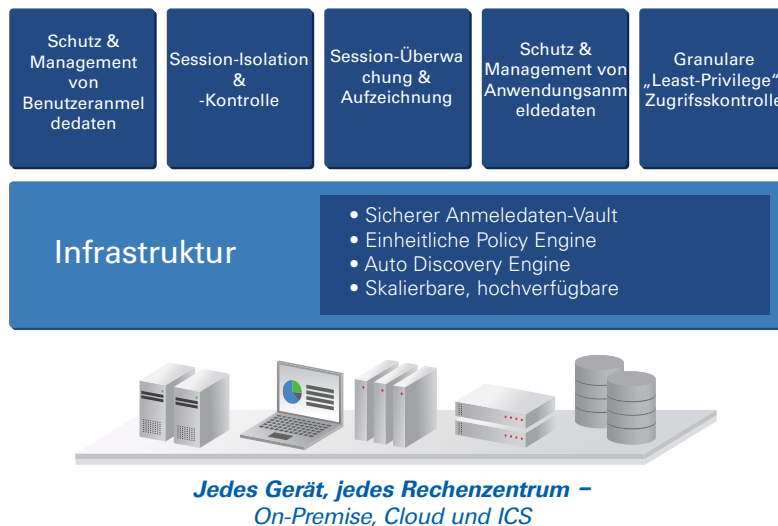 Schutz &
Management
von
Benutzeranmel
dedaten
Session-Isolation
&
-Kontrolle
Session-Überwa
chung &
Aufzeichnung
Schutz &
Management von
Anwendungsanm
eldedaten
Granulare
„Least-Privilege“
Zugrifsskontrolle
Infrastruktur
• Sicherer Anmeledaten-Vault
• Einheitliche Policy Engine
• Auto Discovery Engine
• Skalierbare, hochverfügbare
Jedes Gerät, jedes Rechenzentrum –
On-Premise, Cloud und ICS